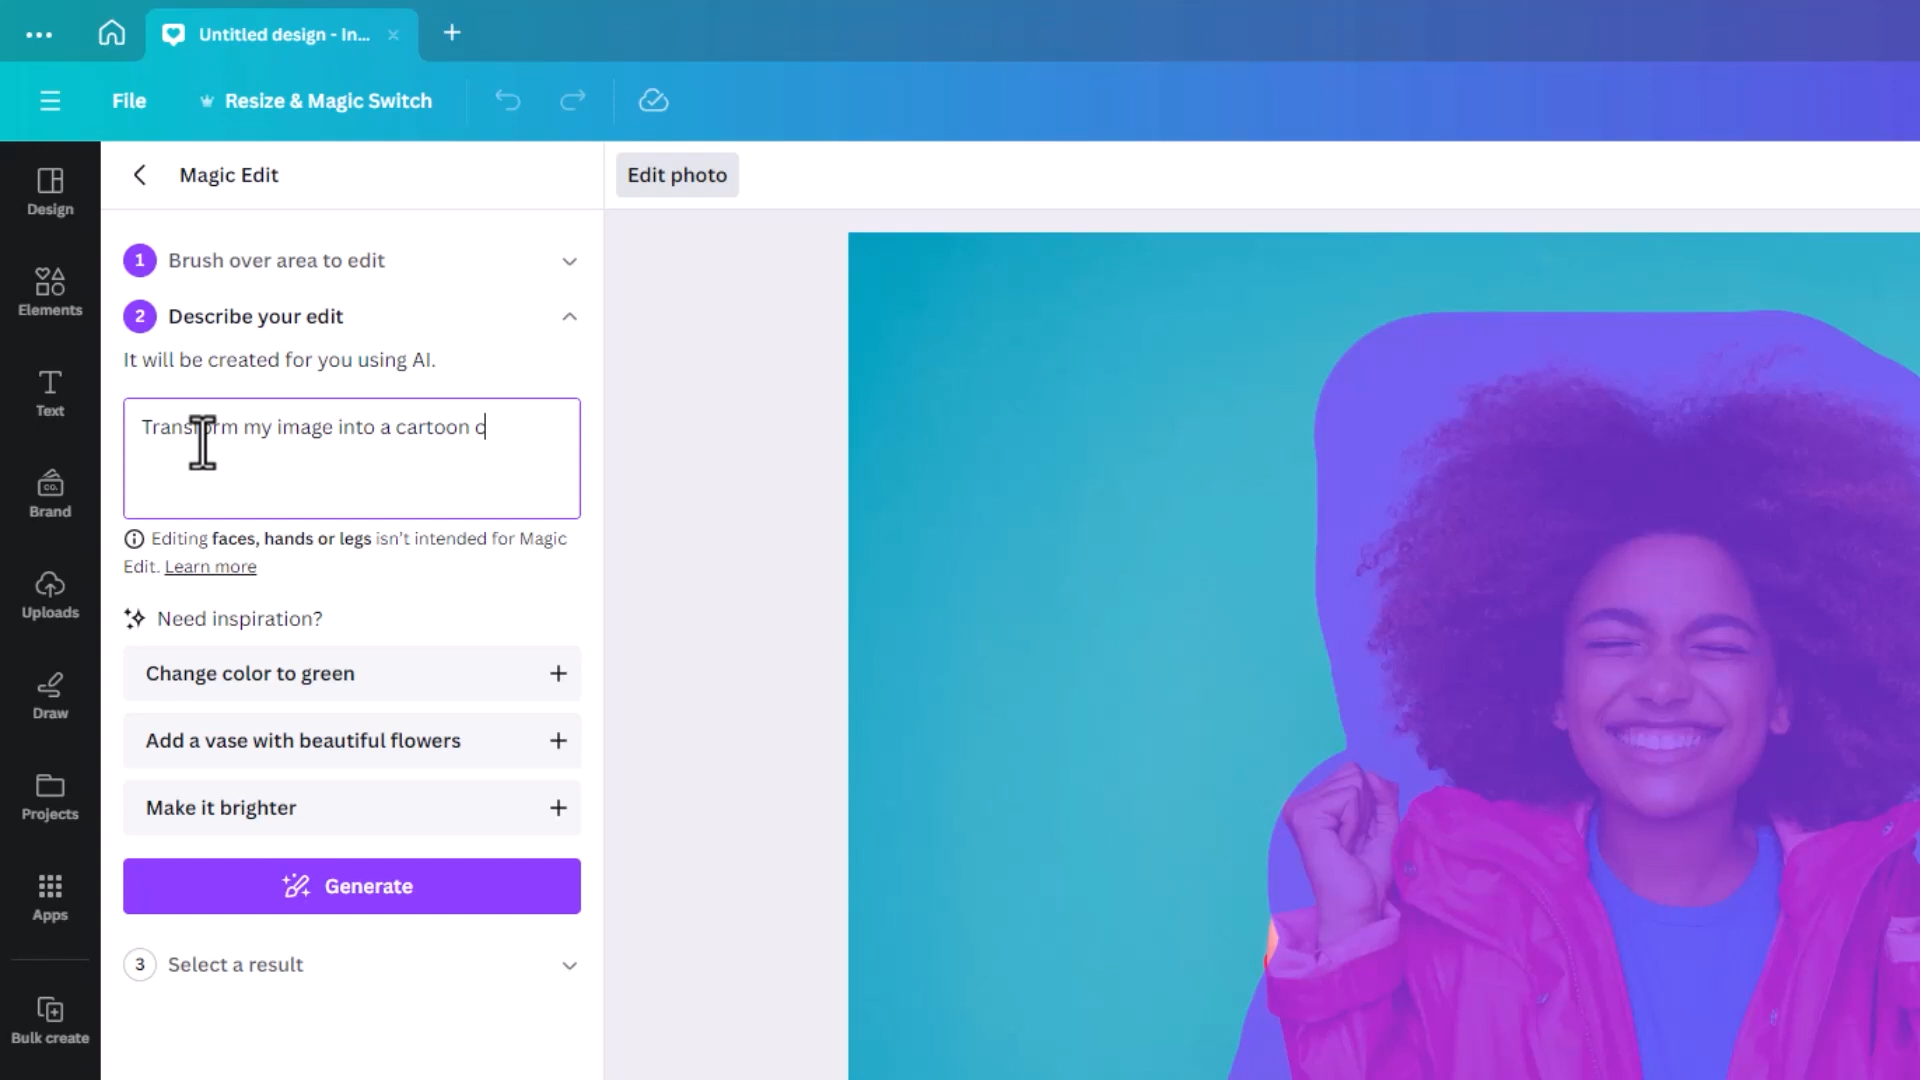 Untitled design - In...
File
Resize & Magic Switch
Design
Elements
Text
Brand
CO.
Uploads
Draw
Projects
Apps
Bulk create
Magic Edit
Edit photo
1 Brush over area to edit
2 Describe your edit
It will be created for you using AI.
Transform my image into a cartoon c
Editing faces, hands or legs isn't intended for Magic
Edit. Learn more
Need inspiration?
Change color to green
Add a vase with beautiful flowers
Make it brighter
Generate
3 Select a result